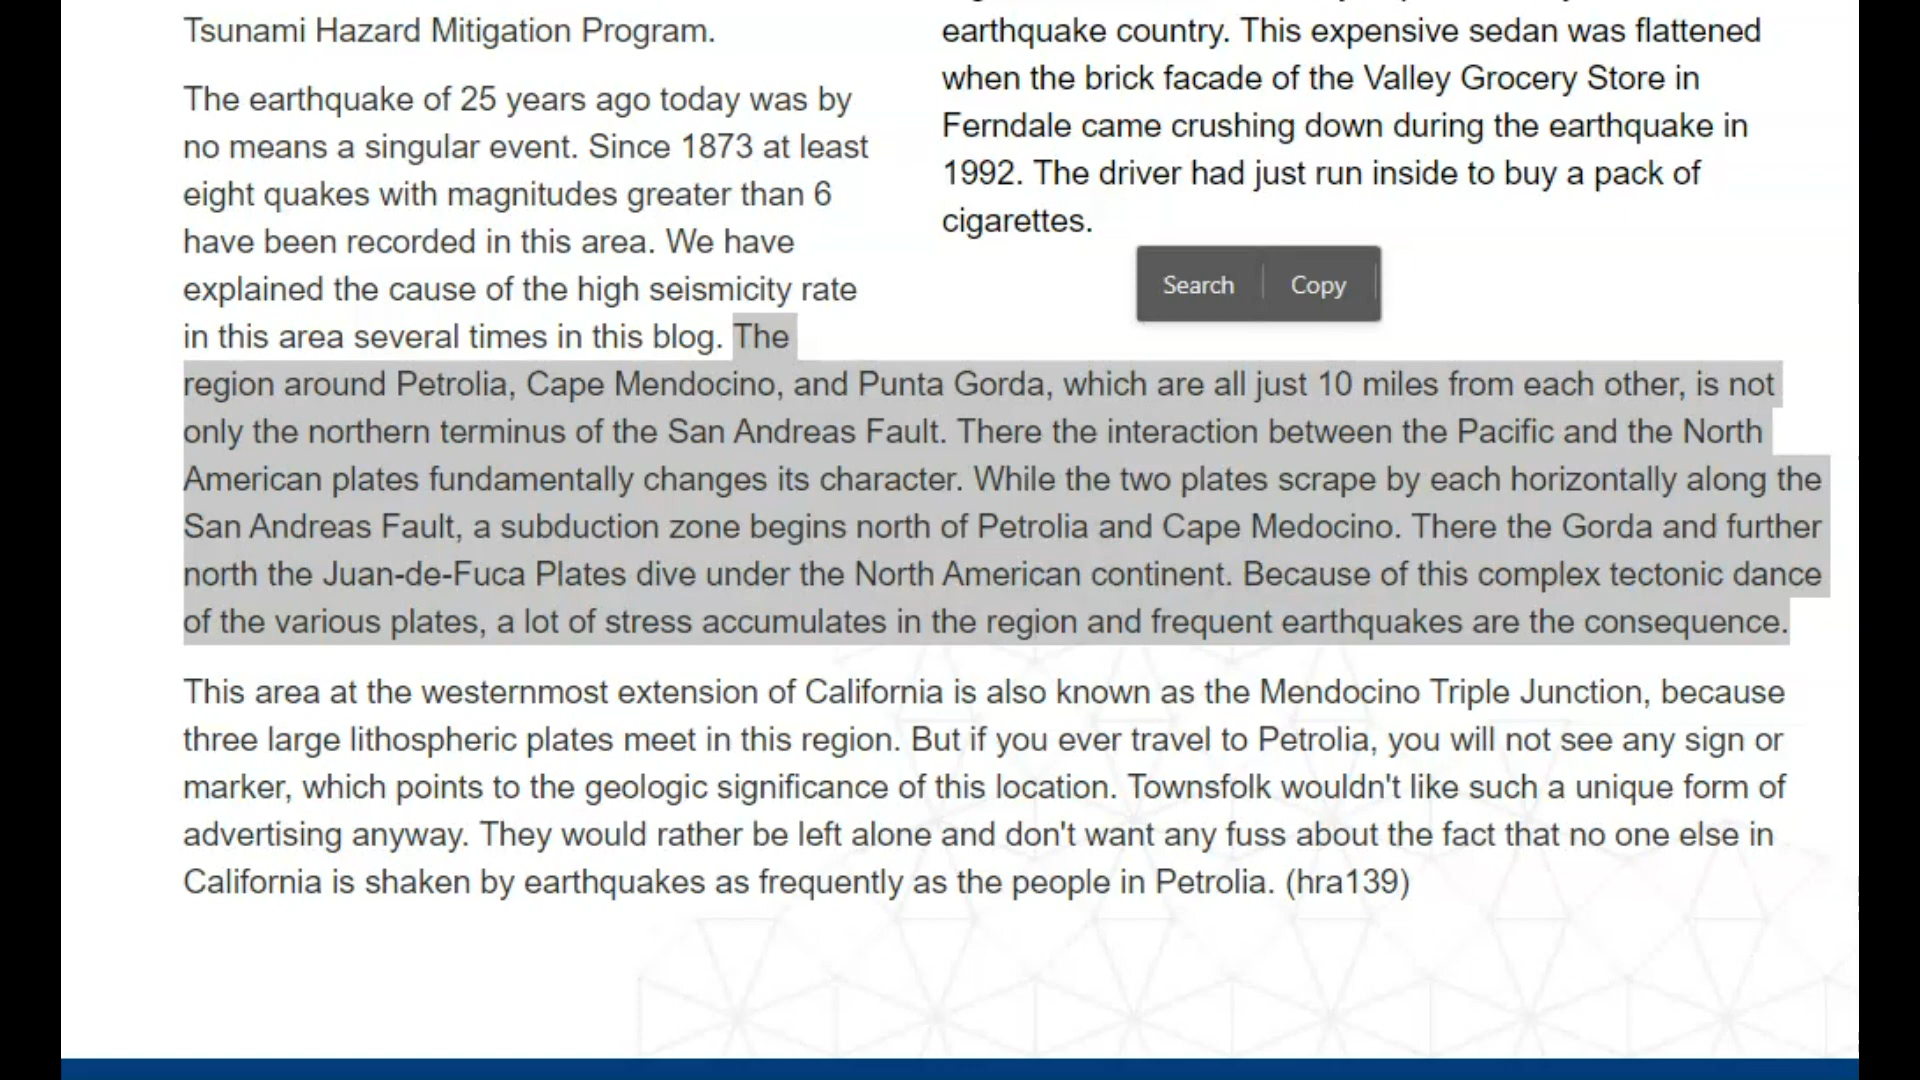 Tsunami Hazard Mitigation Program.
The earthquake of 25 years ago today was by
no means a singular event. Since 1873 at least
eight quakes with magnitudes greater than 6
have been recorded in this area. We have
explained the cause of the high seismicity rate
in this area several times in this blog. The
region around Petrolia, Cape Mendocino, and Punta Gorda, which are all just 10 miles from each other, is not
only the northern terminus of the San Andreas Fault. There the interaction between the Pacific and the North
American plates fundamentally changes its character. While the two plates scrape by each horizontally along the
San Andreas Fault, a subduction zone begins north of Petrolia and Cape Medocino. There the Gorda and further
north the Juan-de-Fuca Plates dive under the North American continent. Because of this complex tectonic dance
of the various plates, a lot of stress accumulates in the region and frequent earthquakes are the consequence.
earthquake country. This expensive sedan was flattened
when the brick facade of the Valley Grocery Store in
Ferndale came crushing down during the earthquake in
1992. The driver had just run inside to buy a pack of
cigarettes.
Search Copy
This area at the westernmost extension of California is also known as the Mendocino Triple Junction, because
three large lithospheric plates meet in this region. But if you ever travel to Petrolia, you will not see any sign or
marker, which points to the geologic significance of this location. Townsfolk wouldn't like such a unique form of
advertising anyway. They would rather be left alone and don't want any fuss about the fact that no one else in
California is shaken by earthquakes as frequently as the people in Petrolia. (hra139)